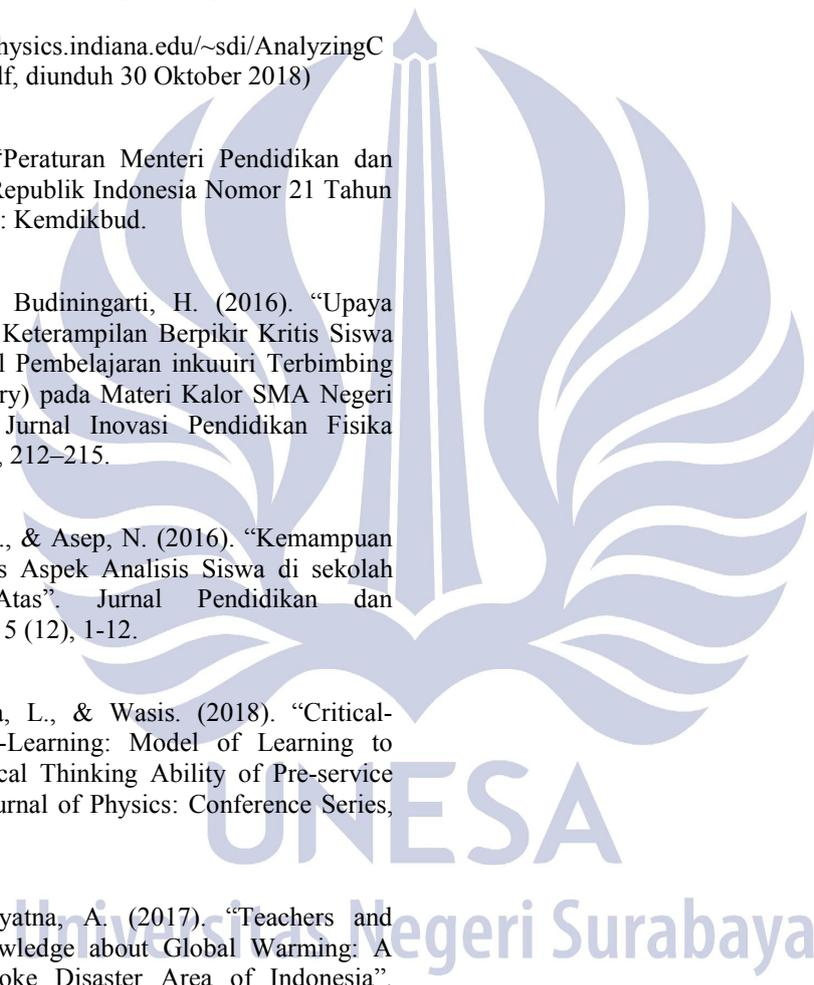 hysics.indiana.edu/~sdi/AnalyzingC
df, diunduh 30 Oktober 2018)
“Peraturan Menteri Pendidikan dan
Republik Indonesia Nomor 21 Tahun
: Kemdikbud.
Budiningarti, H. (2016). “Upaya
Keterampilan Berpikir Kritis Siswa
l Pembelajaran inkuuiri Terbimbing
ry) pada Materi Kalor SMA Negeri
Jurnal Inovasi Pendidikan Fisika
, 212–215.
., & Asep, N. (2016). “Kemampuan
s Aspek Analisis Siswa di sekolah
Atas”. Jurnal Pendidikan dan
5 (12), 1-12.
a, L., & Wasis. (2018). “Critical-
-Learning: Model of Learning to
cal Thinking Ability of Pre-service
urnal of Physics: Conference Series,
UNESA
yatna, A. (2017). “Teachers and
wledge about Global Warming: A
oke Disaster Area of Indonesia”.
Universitas Negeri Surabaya